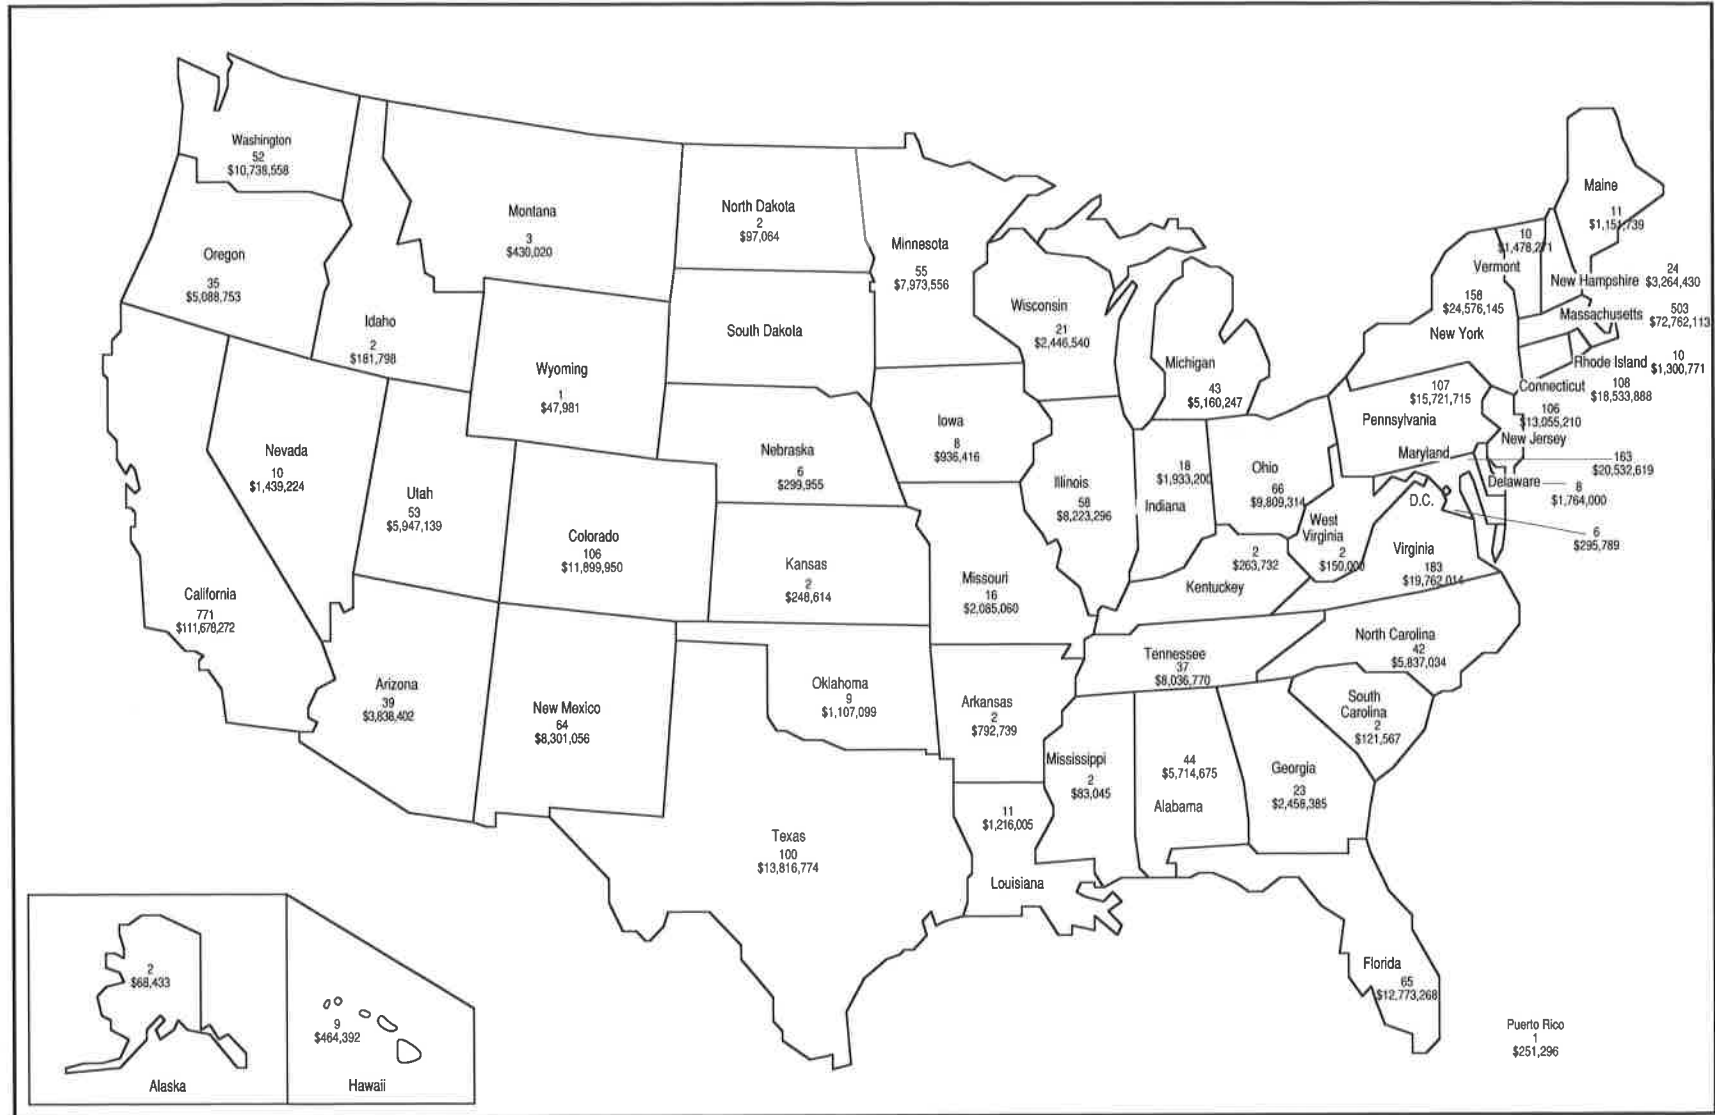 Washington
52
$10,738,558
Oregon
35
$5,088,753
Idaho
2
$181,798
Montana
3
$430,020
North Dakota
2
$97,064
South Dakota
Wyoming
1
$47,981
Nebraska
6
$299,955
Minnesota
55
$7,973,556
Wisconsin
21
$2,446,540
Michigan
43
$5,160,247
Iowa
8
$936,416
Illinois
58
$8,223,296
18
$1,933,200
Indiana
Ohio
66
$9,809,314
Nevada
10
$1,439,224
Utah
53
$5,947,139
Colorado
106
$11,899,950
Kansas
2
$248,614
Missouri
16
$2,085,060
California
771
$111,678,272
Arizona
39
$3,838,402
New Mexico
64
$8,301,056
Oklahoma
9
$1,107,099
Arkansas
2
$792,739
Texas
100
$13,816,774
11
$1,216,005
Louisiana
Mississippi
2
$83,045
44
$5,714,675
Alabama
Georgia
23
$2,458,385
Florida
65
$12,773,268
South
Carolina
2
$121,567
North Carolina
42
$5,837,034
Tennessee
37
$8,036,770
2
$263,732
Kentucky
West
Virginia
2
$150,000
Virginia
183
$19,762,014
D.C.
6
$295,789
Maryland
163
$20,532,619
Delaware
8
$1,764,000
107
$15,721,715
Pennsylvania
106
$13,055,210
New Jersey
158
$24,576,145
New York
Connecticut
108
$18,533,888
Rhode Island
10
$1,300,771
Massachusetts
503
$72,762,113
New Hampshire
24
$3,264,430
10
$1,478,271
Vermont
Maine
11
$1,151,739
2
$68,433
Alaska
9
$464,392
Hawaii
Puerto Rico
1
$251,296